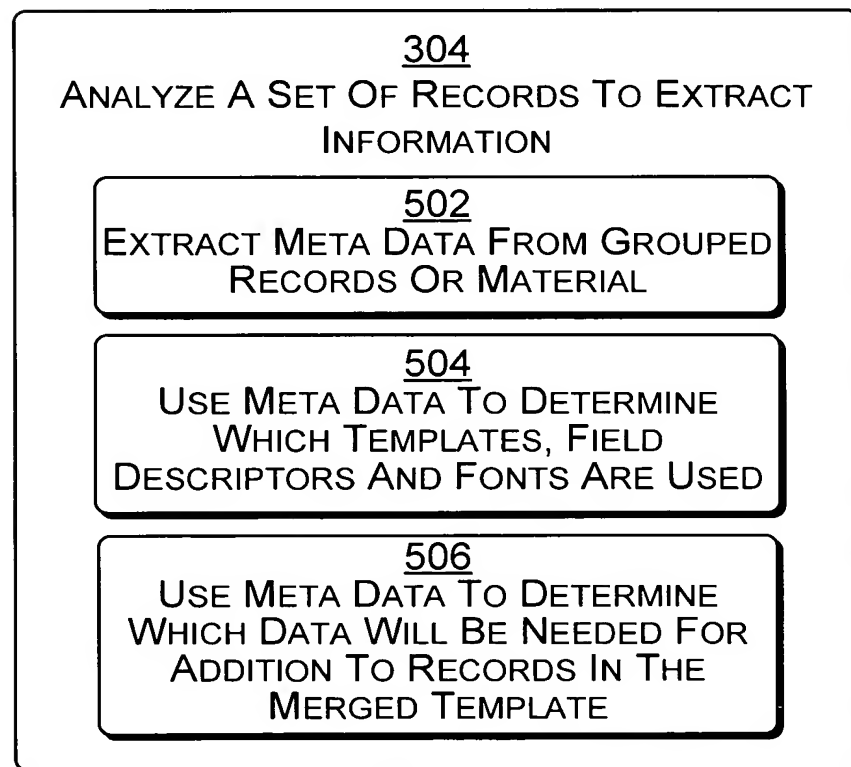 304
ANALYZE A SET OF RECORDS TO EXTRACT
INFORMATION
502
EXTRACT META DATA FROM GROUPED
RECORDS OR MATERIAL
504
USE META DATA TO DETERMINE
WHICH TEMPLATES, FIELD
DESCRIPTORS AND FONTS ARE USED
506
USE META DATA TO DETERMINE
WHICH DATA WILL BE NEEDED FOR
ADDITION TO RECORDS IN THE
MERGED TEMPLATE